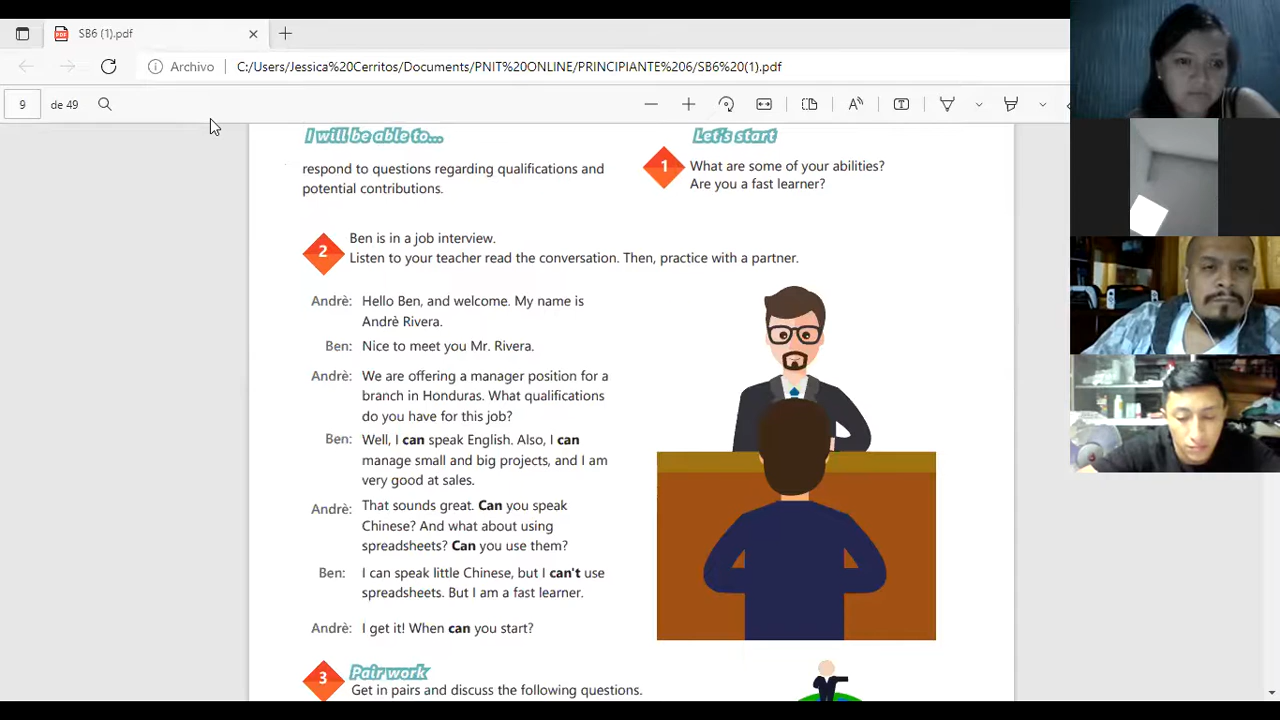 SB6 (1).pdf
Archivo
C:/Users/Jessica%20Cerritos/Documents/PNIT%20ONLINE/PRINCIPIANTE%206/SB6%20(1).pdf
9
de 49
I will be able to...
respond to questions regarding qualifications and
potential contributions.
Let's start
1
What are some of your abilities?
Are you a fast learner?
2
Ben is in a job interview.
Listen to your teacher read the conversation. Then, practice with a partner.
Andrè: Hello Ben, and welcome. My name is
Andrè Rivera.
Ben: Nice to meet you Mr. Rivera.
Andrè: We are offering a manager position for a
branch in Honduras. What qualifications
do you have for this job?
Ben: Well, I can speak English. Also, I can
manage small and big projects, and I am
very good at sales.
Andrè: That sounds great. Can you speak
Chinese? And what about using
spreadsheets? Can you use them?
Ben: I can speak little Chinese, but I can't use
spreadsheets. But I am a fast learner.
Andrè: I get it! When can you start?
3
Pair work
Get in pairs and discuss the following questions.